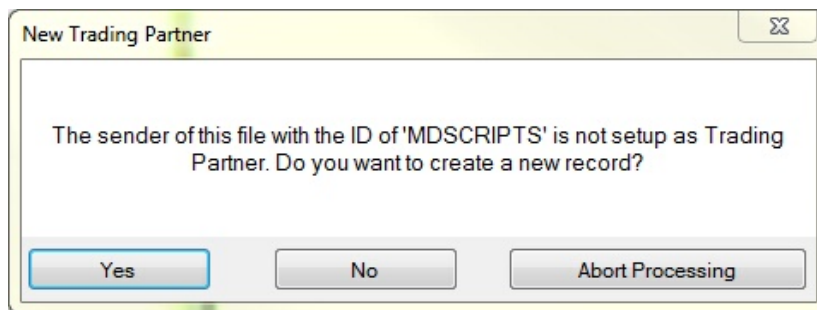 New Trading Partner
The sender of this file with the ID of 'MDSCRIPTS' is not setup as Trading
Partner. Do you want to create a new record?
Yes
No
Abort Processing